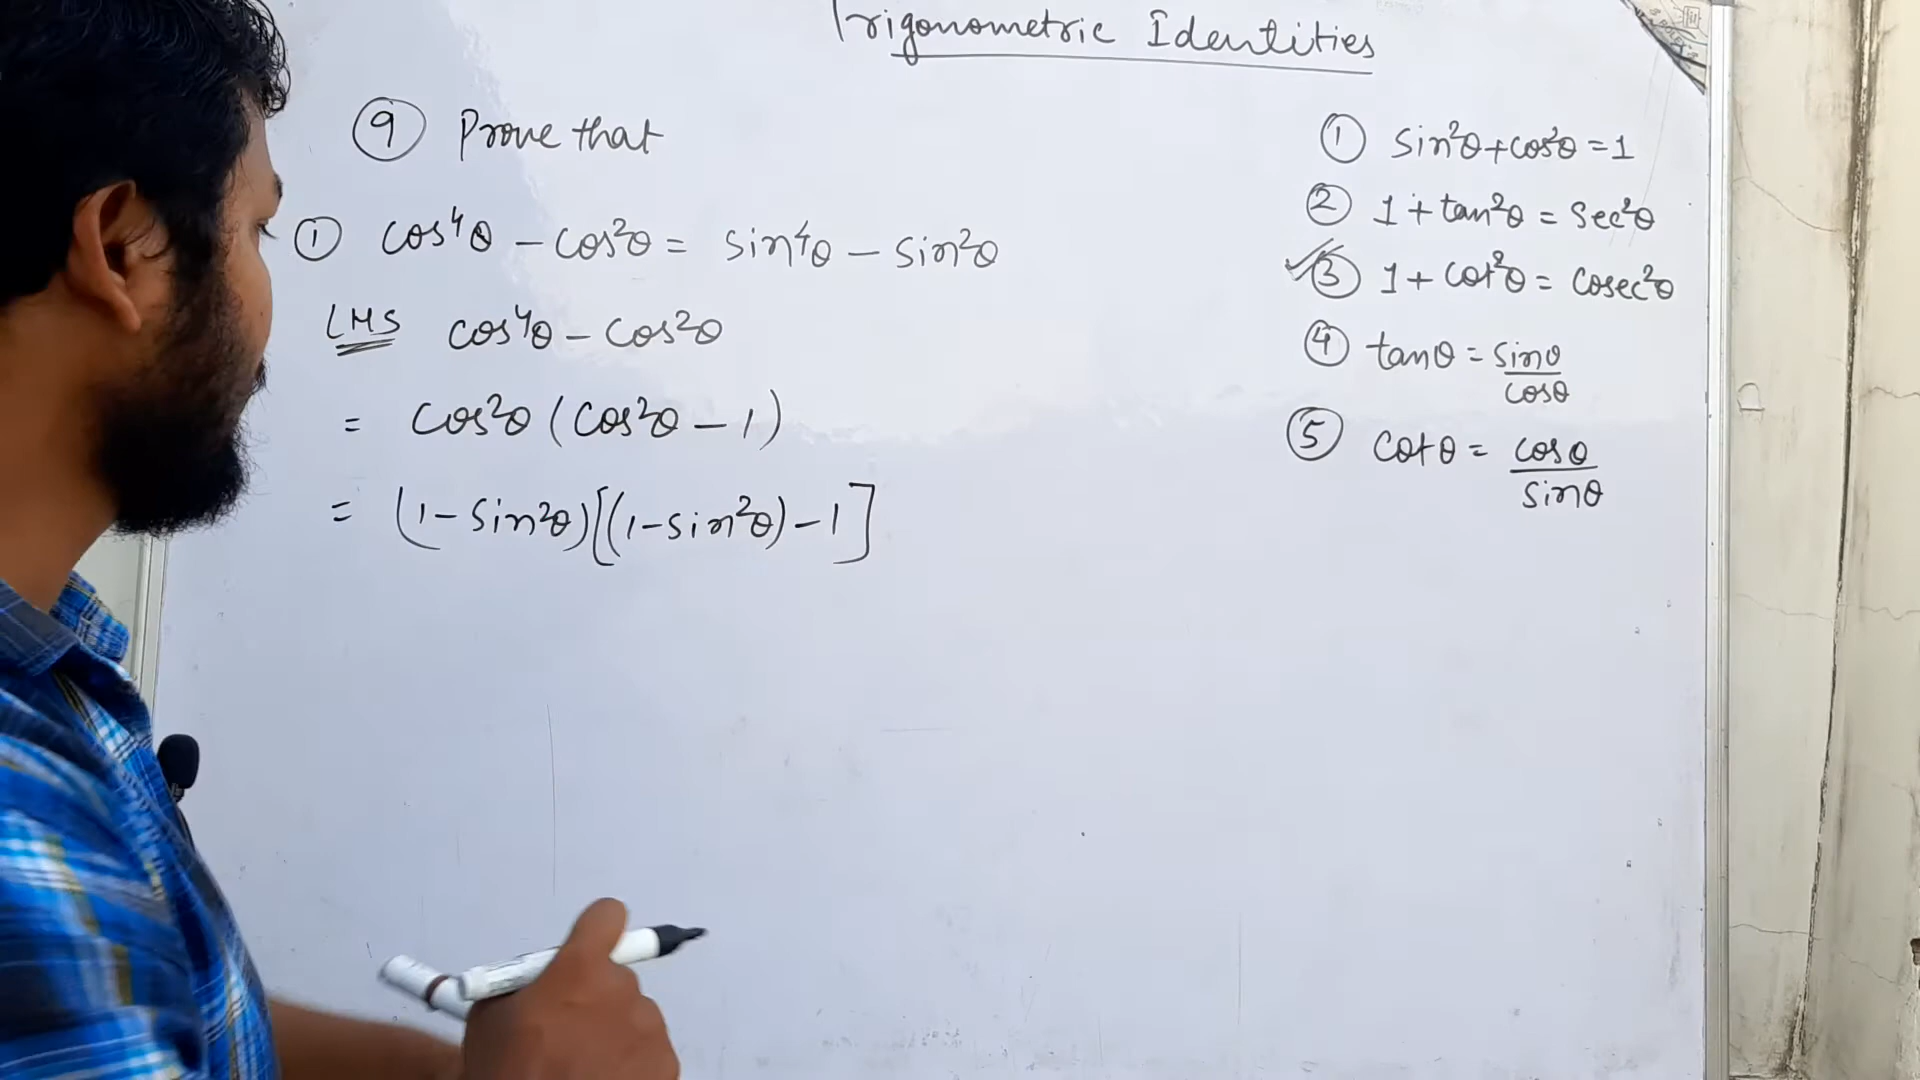 Trigonometric Identities
⑨ Prove that
① cos⁴θ - cos²θ = sin⁴θ - sin²θ
LHS cos⁴θ - cos²θ
= cos²θ (cos²θ - 1)
= (1 - sin²θ)[(1 - sin²θ) - 1]
① sin²θ + cos²θ = 1
② 1 + tan²θ = sec²θ
③ 1 + cot²θ = cosec²θ
④ tanθ = sinθ/cosθ
⑤ cotθ = cosθ/sinθ